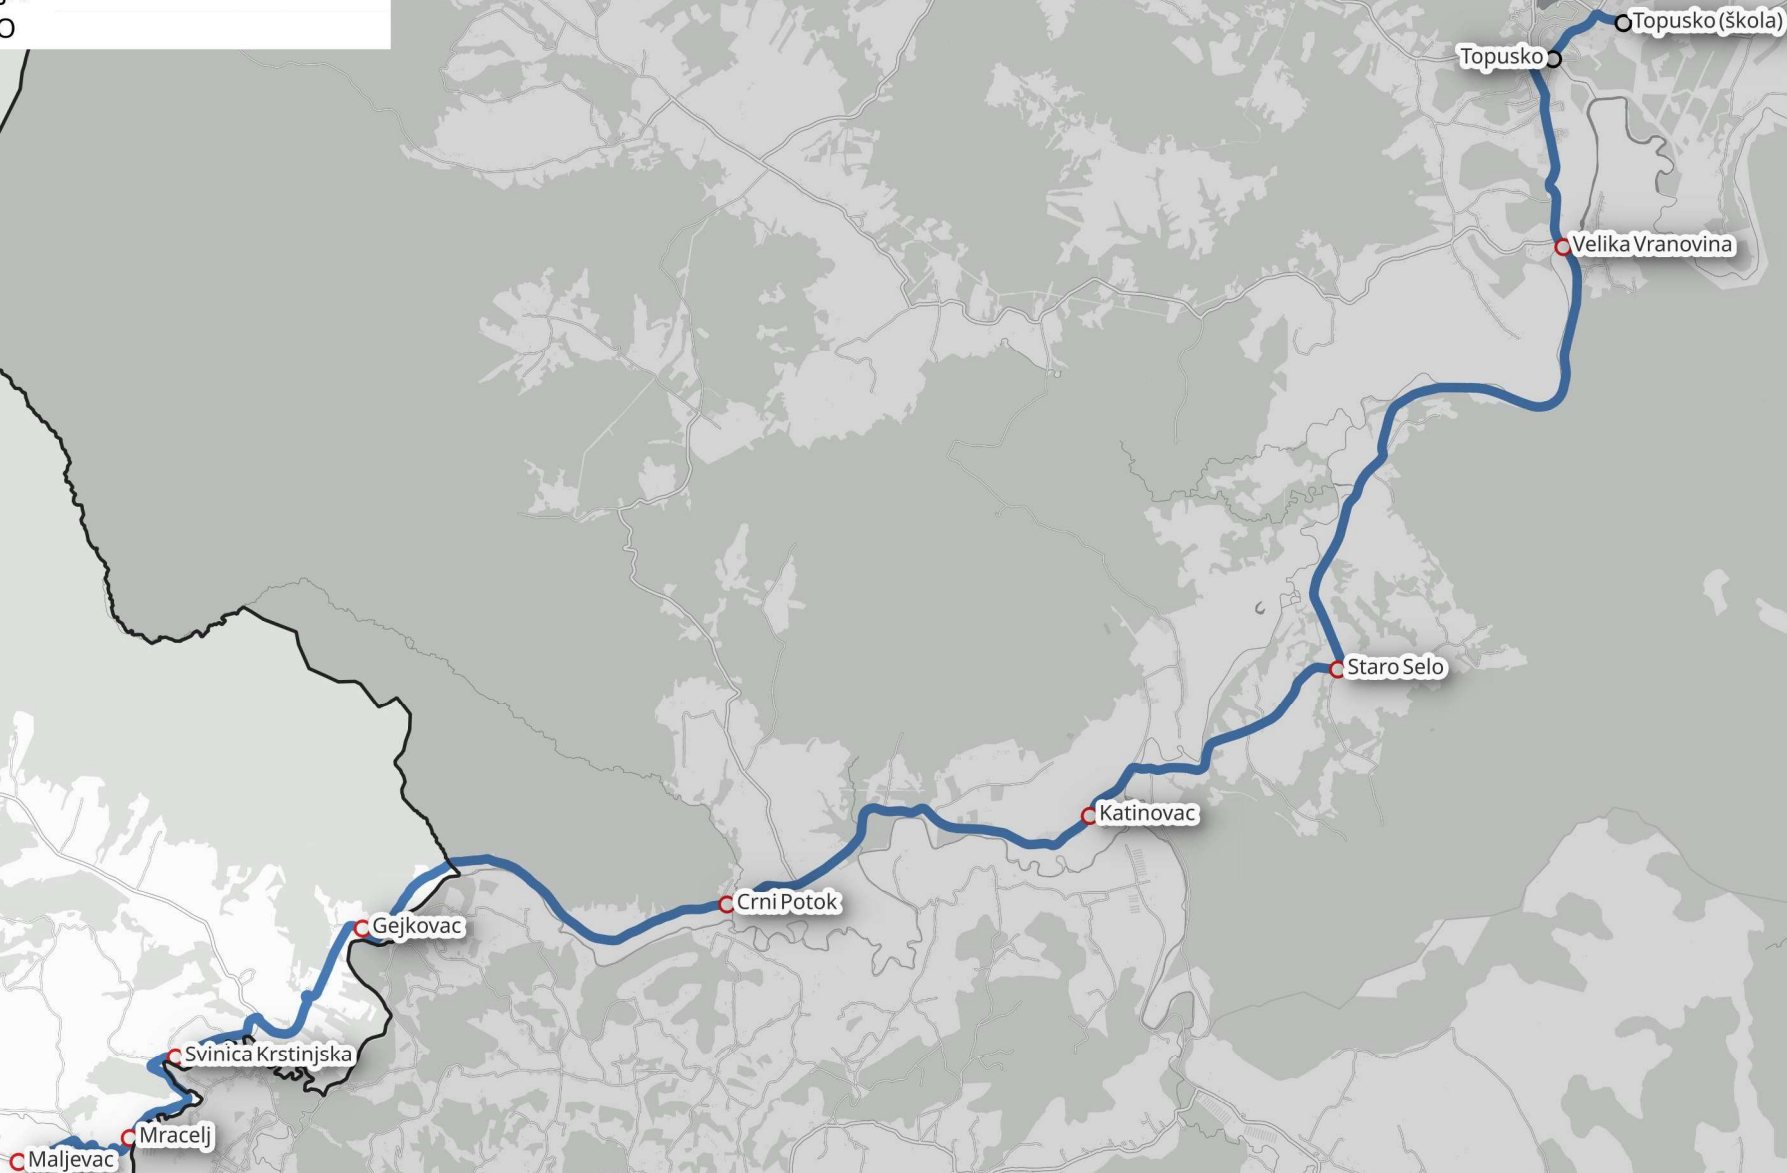 O
Topusko (škola)
Topusko
Velika Vranovina
Staro Selo
Katinovac
Crni Potok
Gejkovac
Svinica Krstinjska
Mracelj
Maljevac